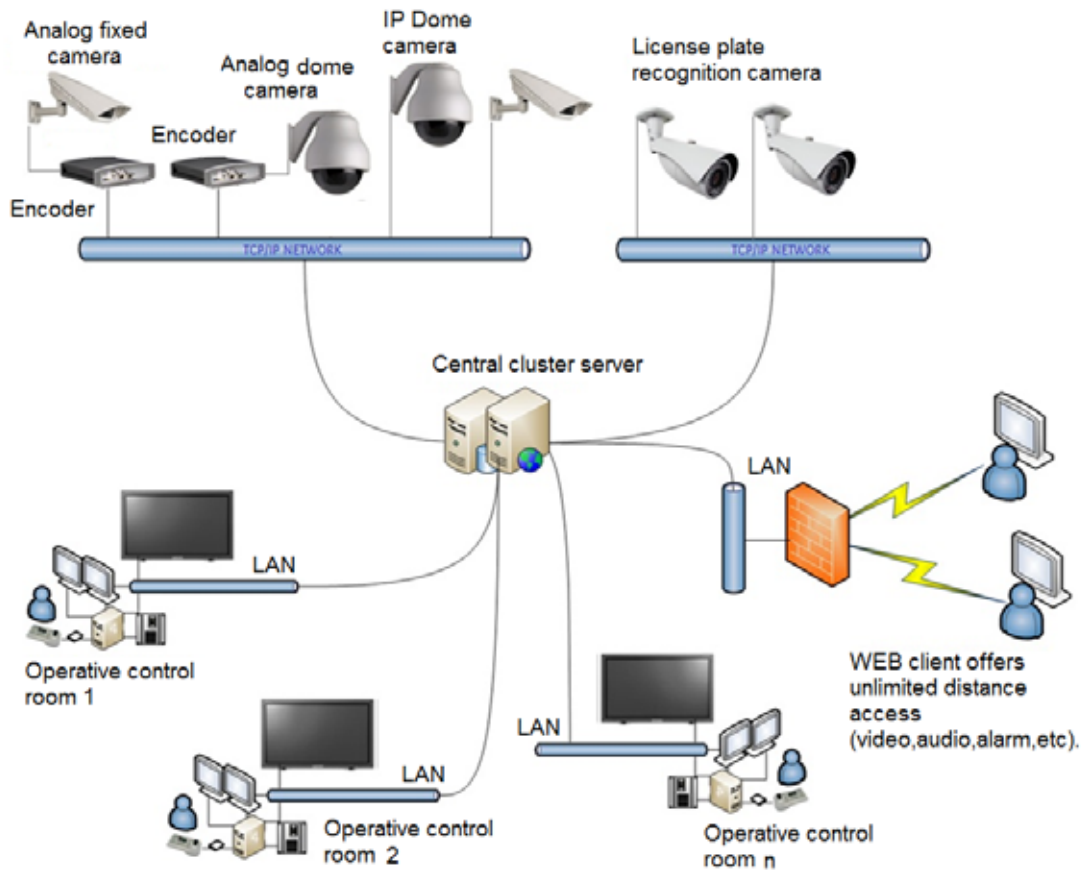 Analog fixed
camera
Analog dome
camera
IP Dome
camera
License plate
recognition camera
Encoder
Encoder
TCP/IP NETWORK
TCP/IP NETWORK
Central cluster server
LAN
LAN
Operative control
room 1
WEB client offers
unlimited distance
access
(video,audio,alarm,etc).
LAN
LAN
Operative control
room 2
Operative control
room n